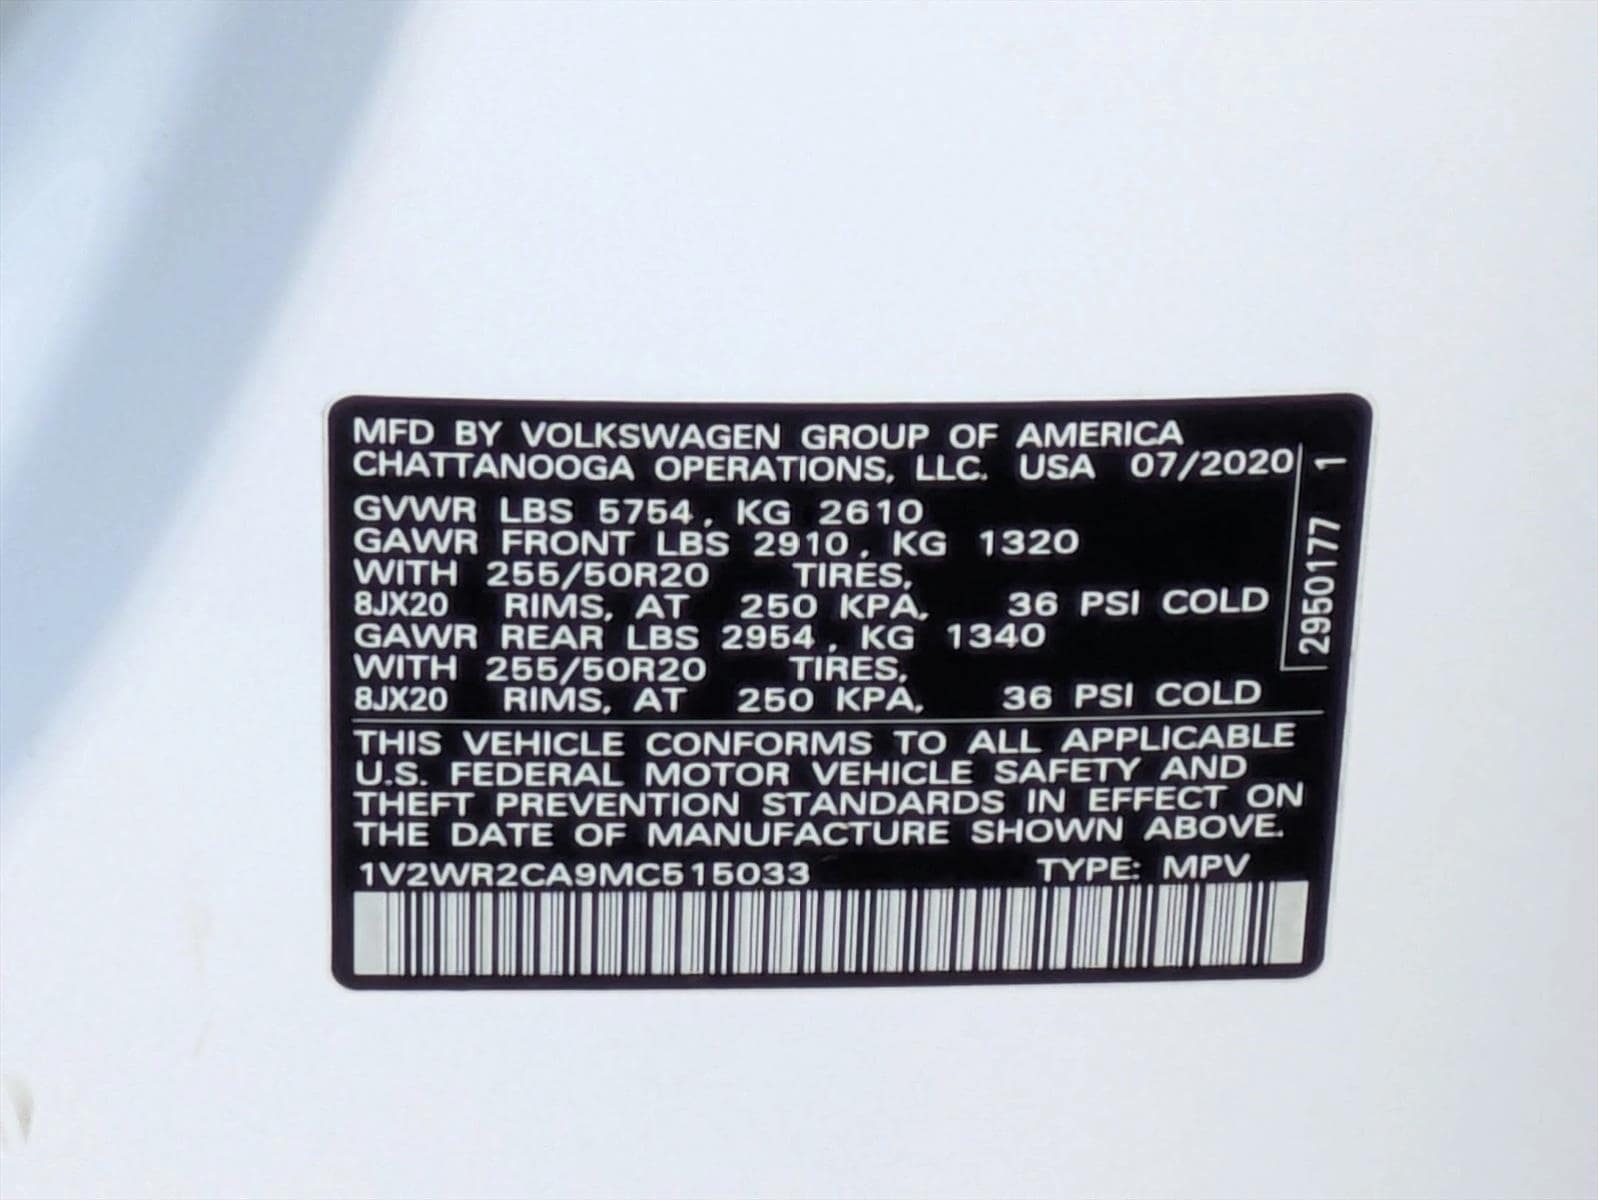 MFD BY VOLKSWAGEN GROUP OF AMERICA
CHATTANOOGA OPERATIONS, LLC. USA 07/2020
GVWR LBS 5754, KG 2610
GAWR FRONT LBS 2910, KG 1320
WITH 255/50R20 TIRES,
8JX20 RIMS, AT 250 KPA, 36 PSI COLD
GAWR REAR LBS 2954, KG 1340
WITH 255/50R20 TIRES,
8JX20 RIMS, AT 250 KPA, 36 PSI COLD
THIS VEHICLE CONFORMS TO ALL APPLICABLE
U.S. FEDERAL MOTOR VEHICLE SAFETY AND
THEFT PREVENTION STANDARDS IN EFFECT ON
THE DATE OF MANUFACTURE SHOWN ABOVE.
1V2WR2CA9MC515033 TYPE: MPV
2950177 1